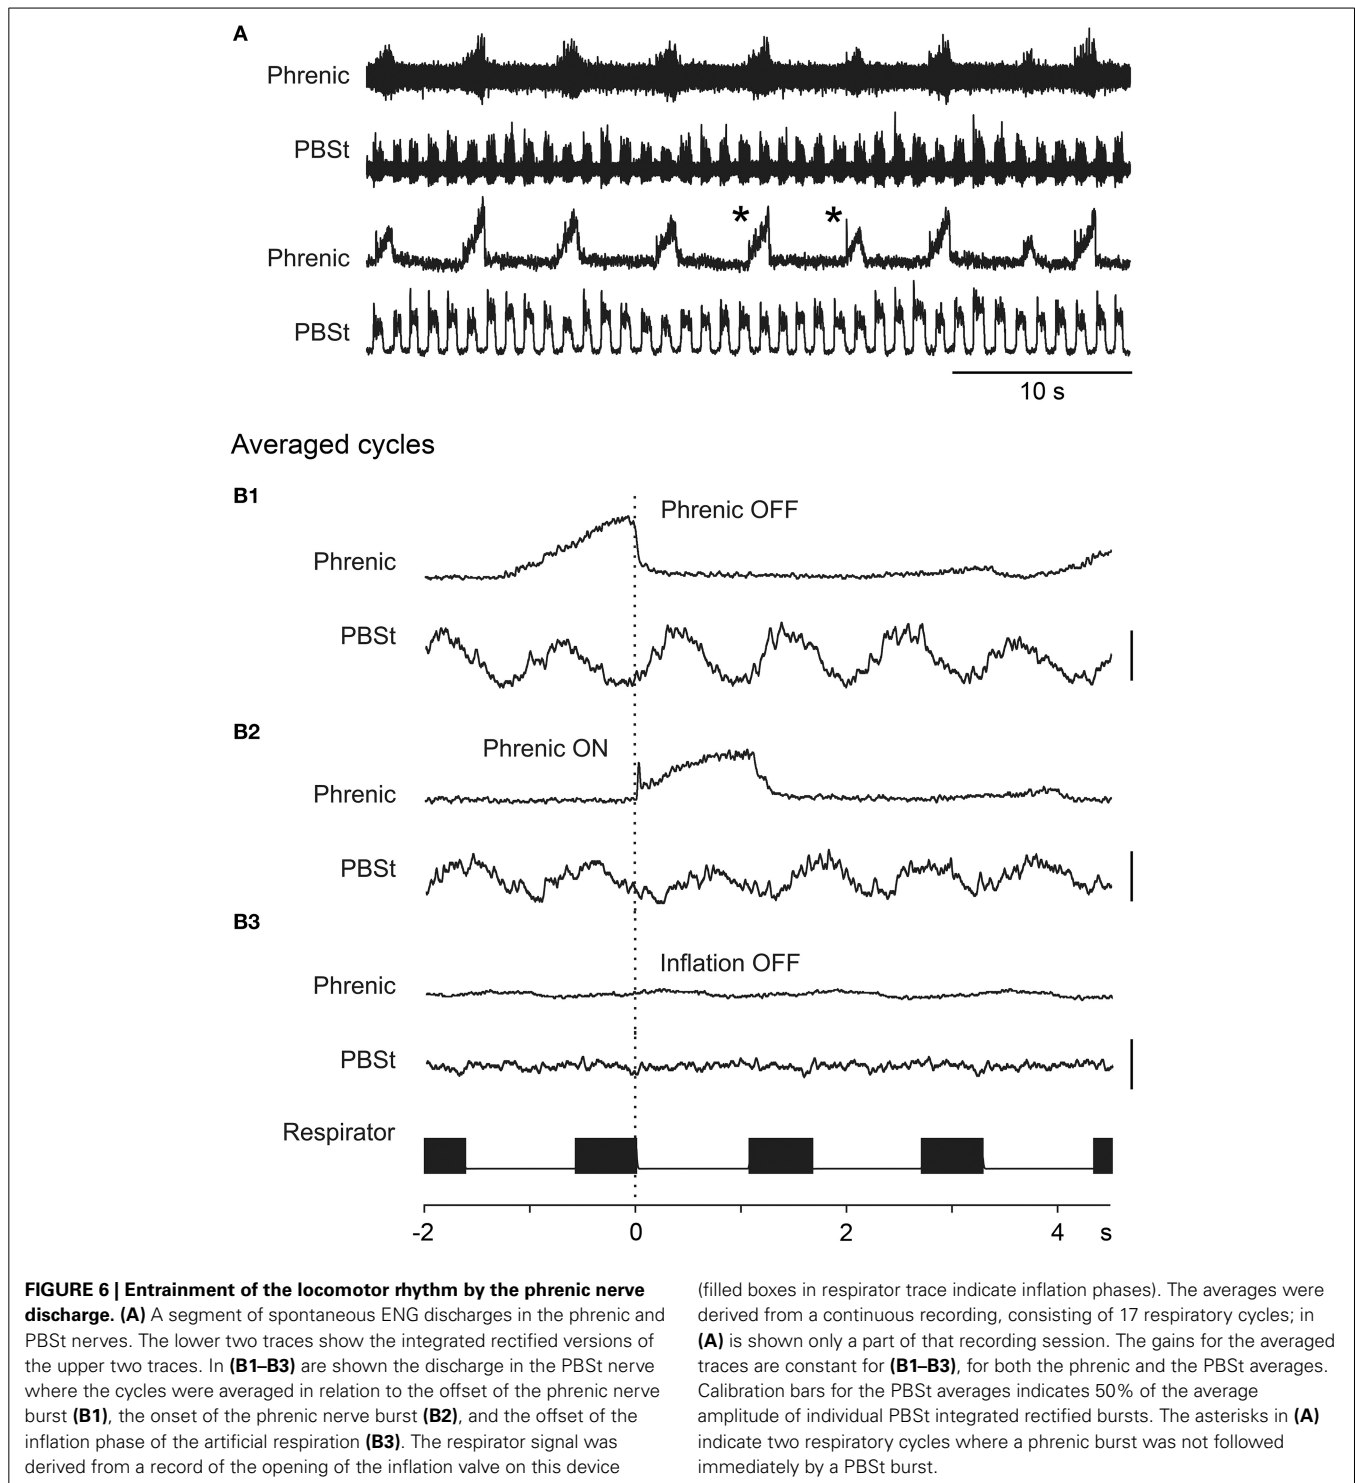 A
Phrenic
PBSt
Phrenic
* *
PBSt
10 s
Averaged cycles
B1
Phrenic OFF
Phrenic
PBSt
B2
Phrenic ON
Phrenic
PBSt
B3
Inflation OFF
Phrenic
PBSt
Respirator
-2 0 2 4 s
FIGURE 6 | Entrainment of the locomotor rhythm by the phrenic nerve
discharge. (A) A segment of spontaneous ENG discharges in the phrenic and
PBSt nerves. The lower two traces show the integrated rectified versions of
the upper two traces. In (B1–B3) are shown the discharge in the PBSt nerve
where the cycles were averaged in relation to the offset of the phrenic nerve
burst (B1), the onset of the phrenic nerve burst (B2), and the offset of the
inflation phase of the artificial respiration (B3). The respirator signal was
derived from a record of the opening of the inflation valve on this device
(filled boxes in respirator trace indicate inflation phases). The averages were
derived from a continuous recording, consisting of 17 respiratory cycles; in
(A) is shown only a part of that recording session. The gains for the averaged
traces are constant for (B1–B3), for both the phrenic and the PBSt averages.
Calibration bars for the PBSt averages indicates 50% of the average
amplitude of individual PBSt integrated rectified bursts. The asterisks in (A)
indicate two respiratory cycles where a phrenic burst was not followed
immediately by a PBSt burst.